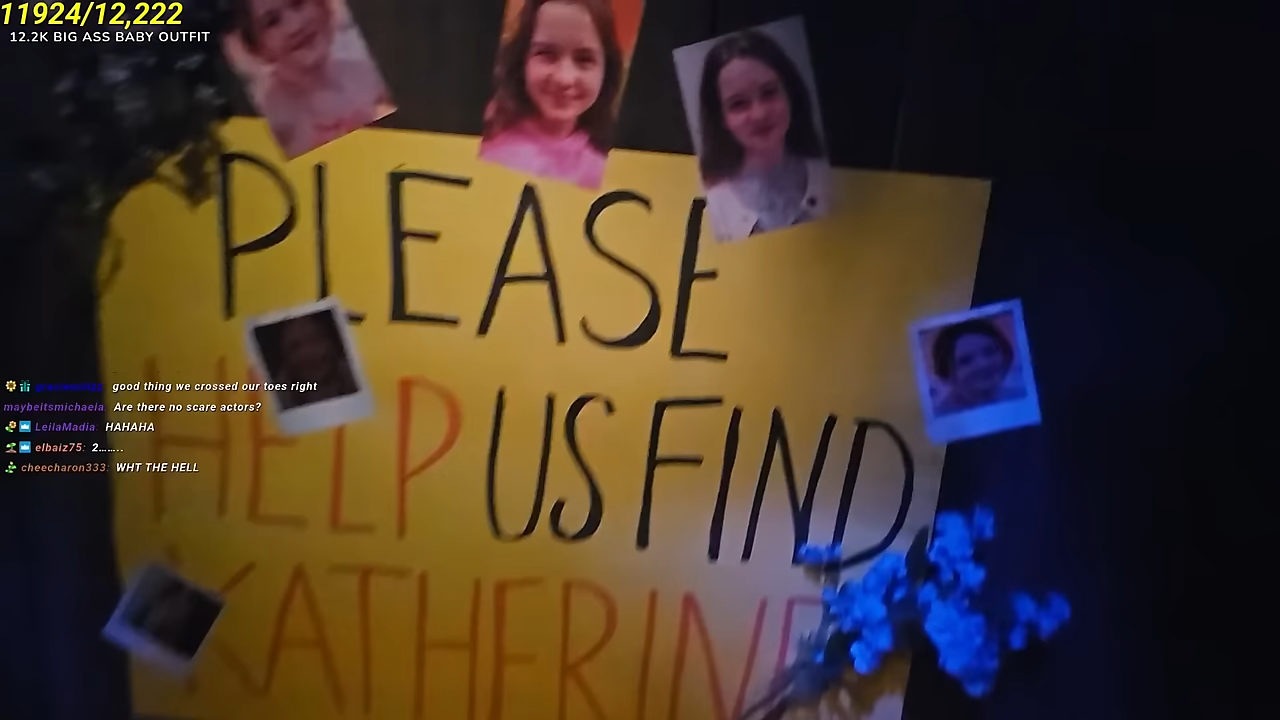 11924/12,222
12.2K BIG ASS BABY OUTFIT
PLEASE
HELP US FIND
KATHERINE
good thing we crossed our toes right
maybeitsmichaela: Are there no scare actors?
LeilaMadia: HAHAHA
elbaiz75: 2........
cheecharon333: WHT THE HELL